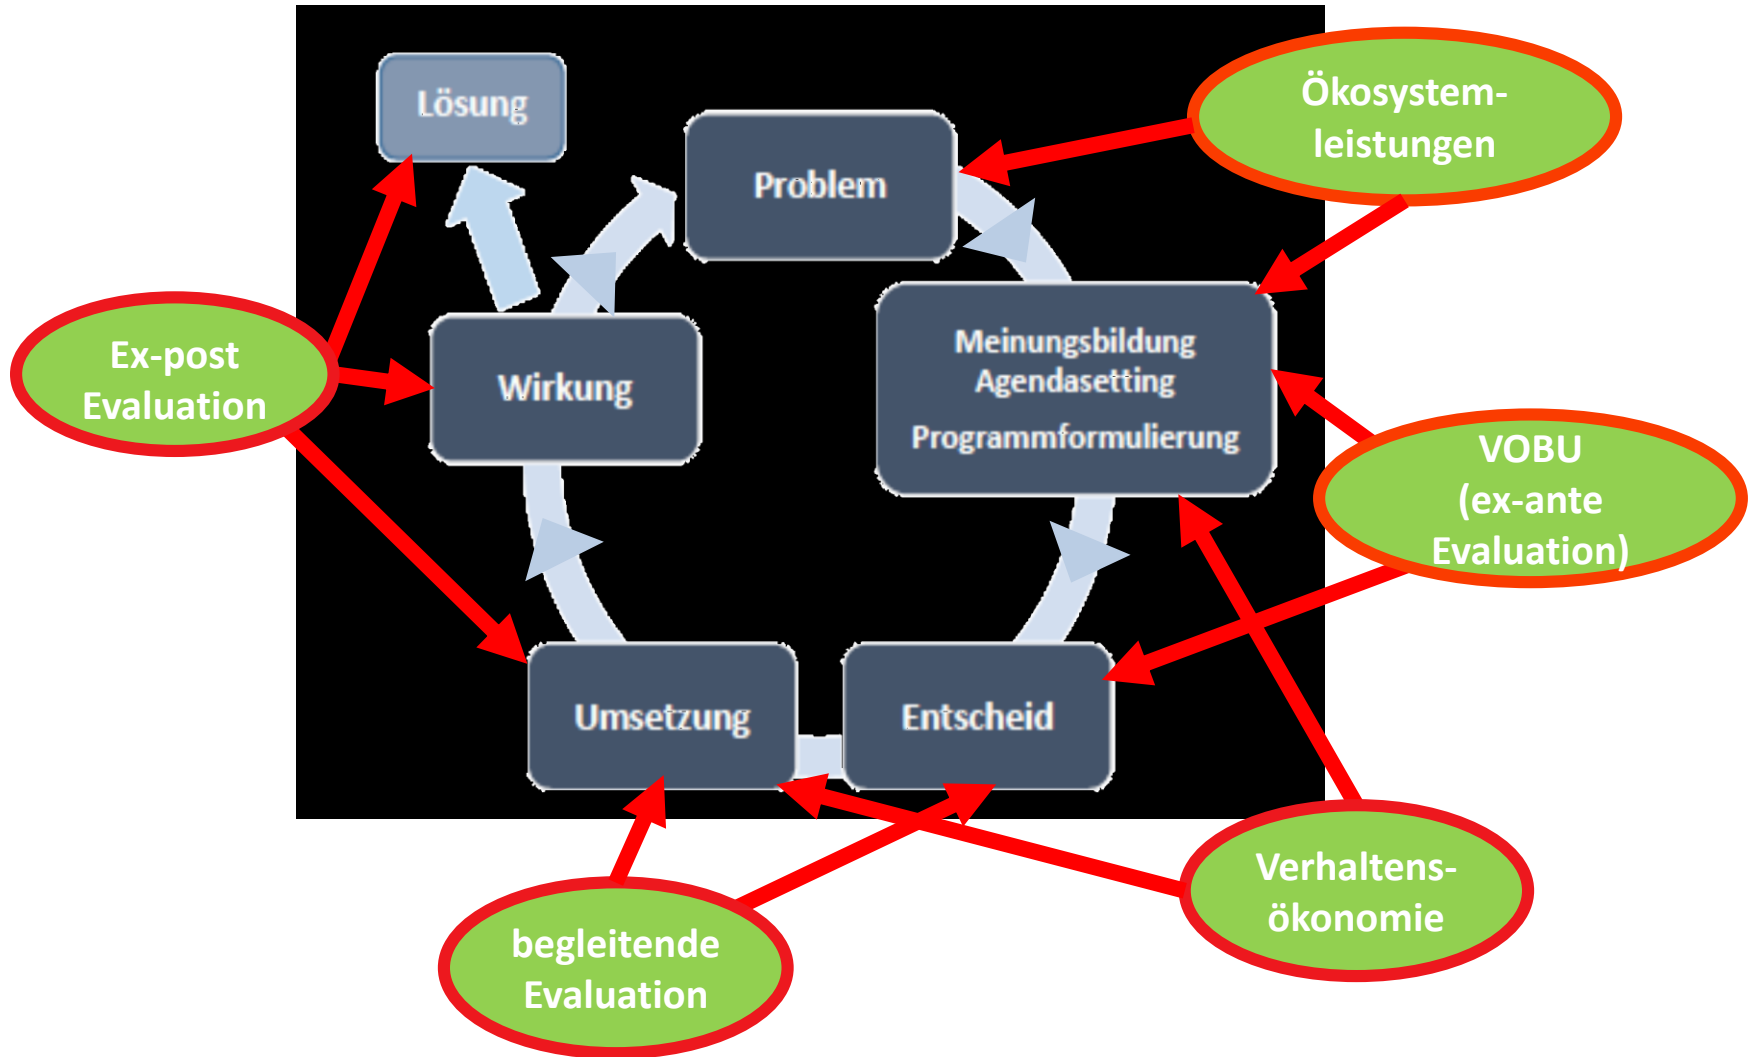 Lösung
Problem
Ökosystem-
leistungen
Meinungsbildung
Agendasetting
Programmformulierung
Ex-post
Evaluation
Wirkung
VOBU
(ex-ante
Evaluation)
Umsetzung
Entscheid
Verhaltens-
ökonomie
begleitende
Evaluation